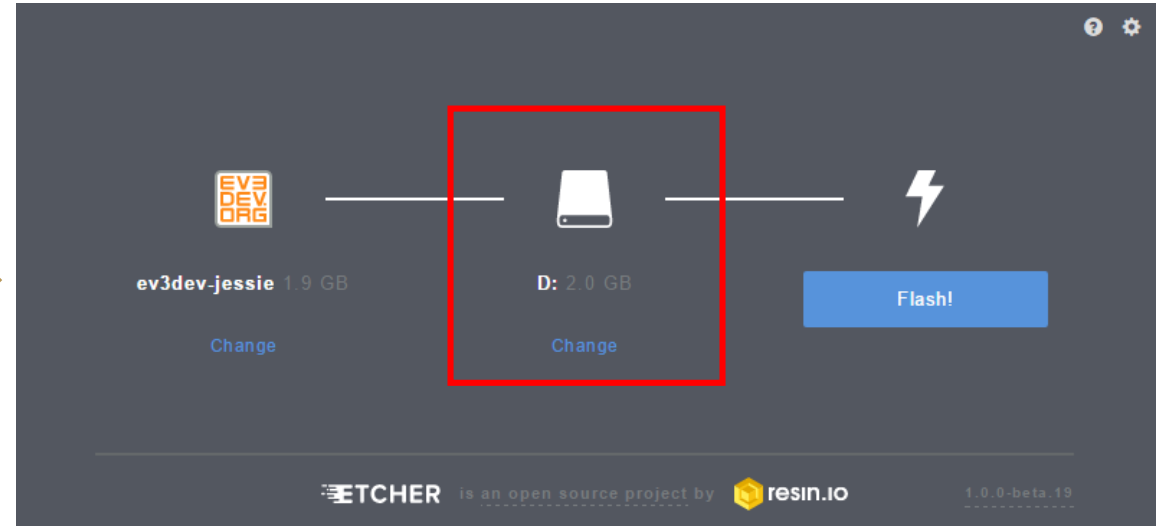 EV3
DEV.
ORG
ev3dev-jessie 1.9 GB
D: 2.0 GB
Flash!
Change
Change
ETCHER is an open source project by resin.io
1.0.0-beta.19